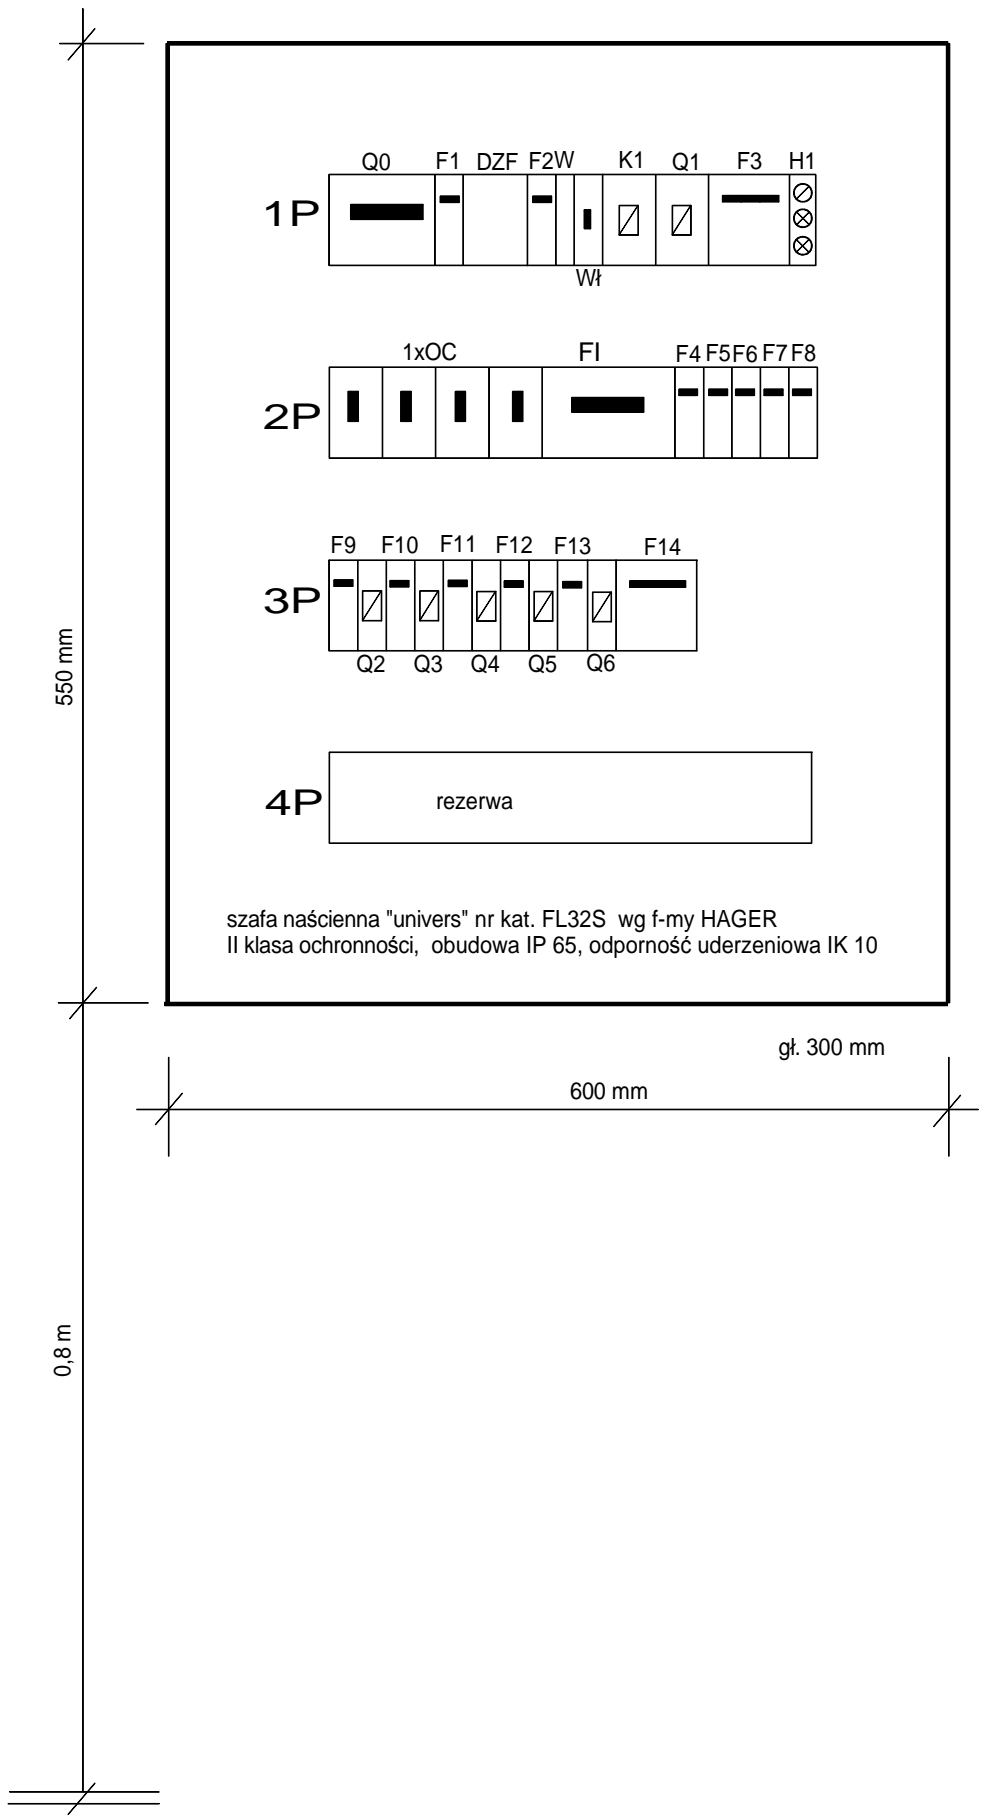 Q0 F1 DZF F2 W K1 Q1 F3 H1
1P
Wł
1xOC FI F4 F5 F6 F7 F8
2P
F9 F10 F11 F12 F13 F14
3P
Q2 Q3 Q4 Q5 Q6
550 mm
4P rezerwa
szafa naścienna "univers" nr kat. FL32S wg f-my HAGER
II klasa ochronności, obudowa IP 65, odporność uderzeniowa IK 10
gł. 300 mm
600 mm
0,8 m